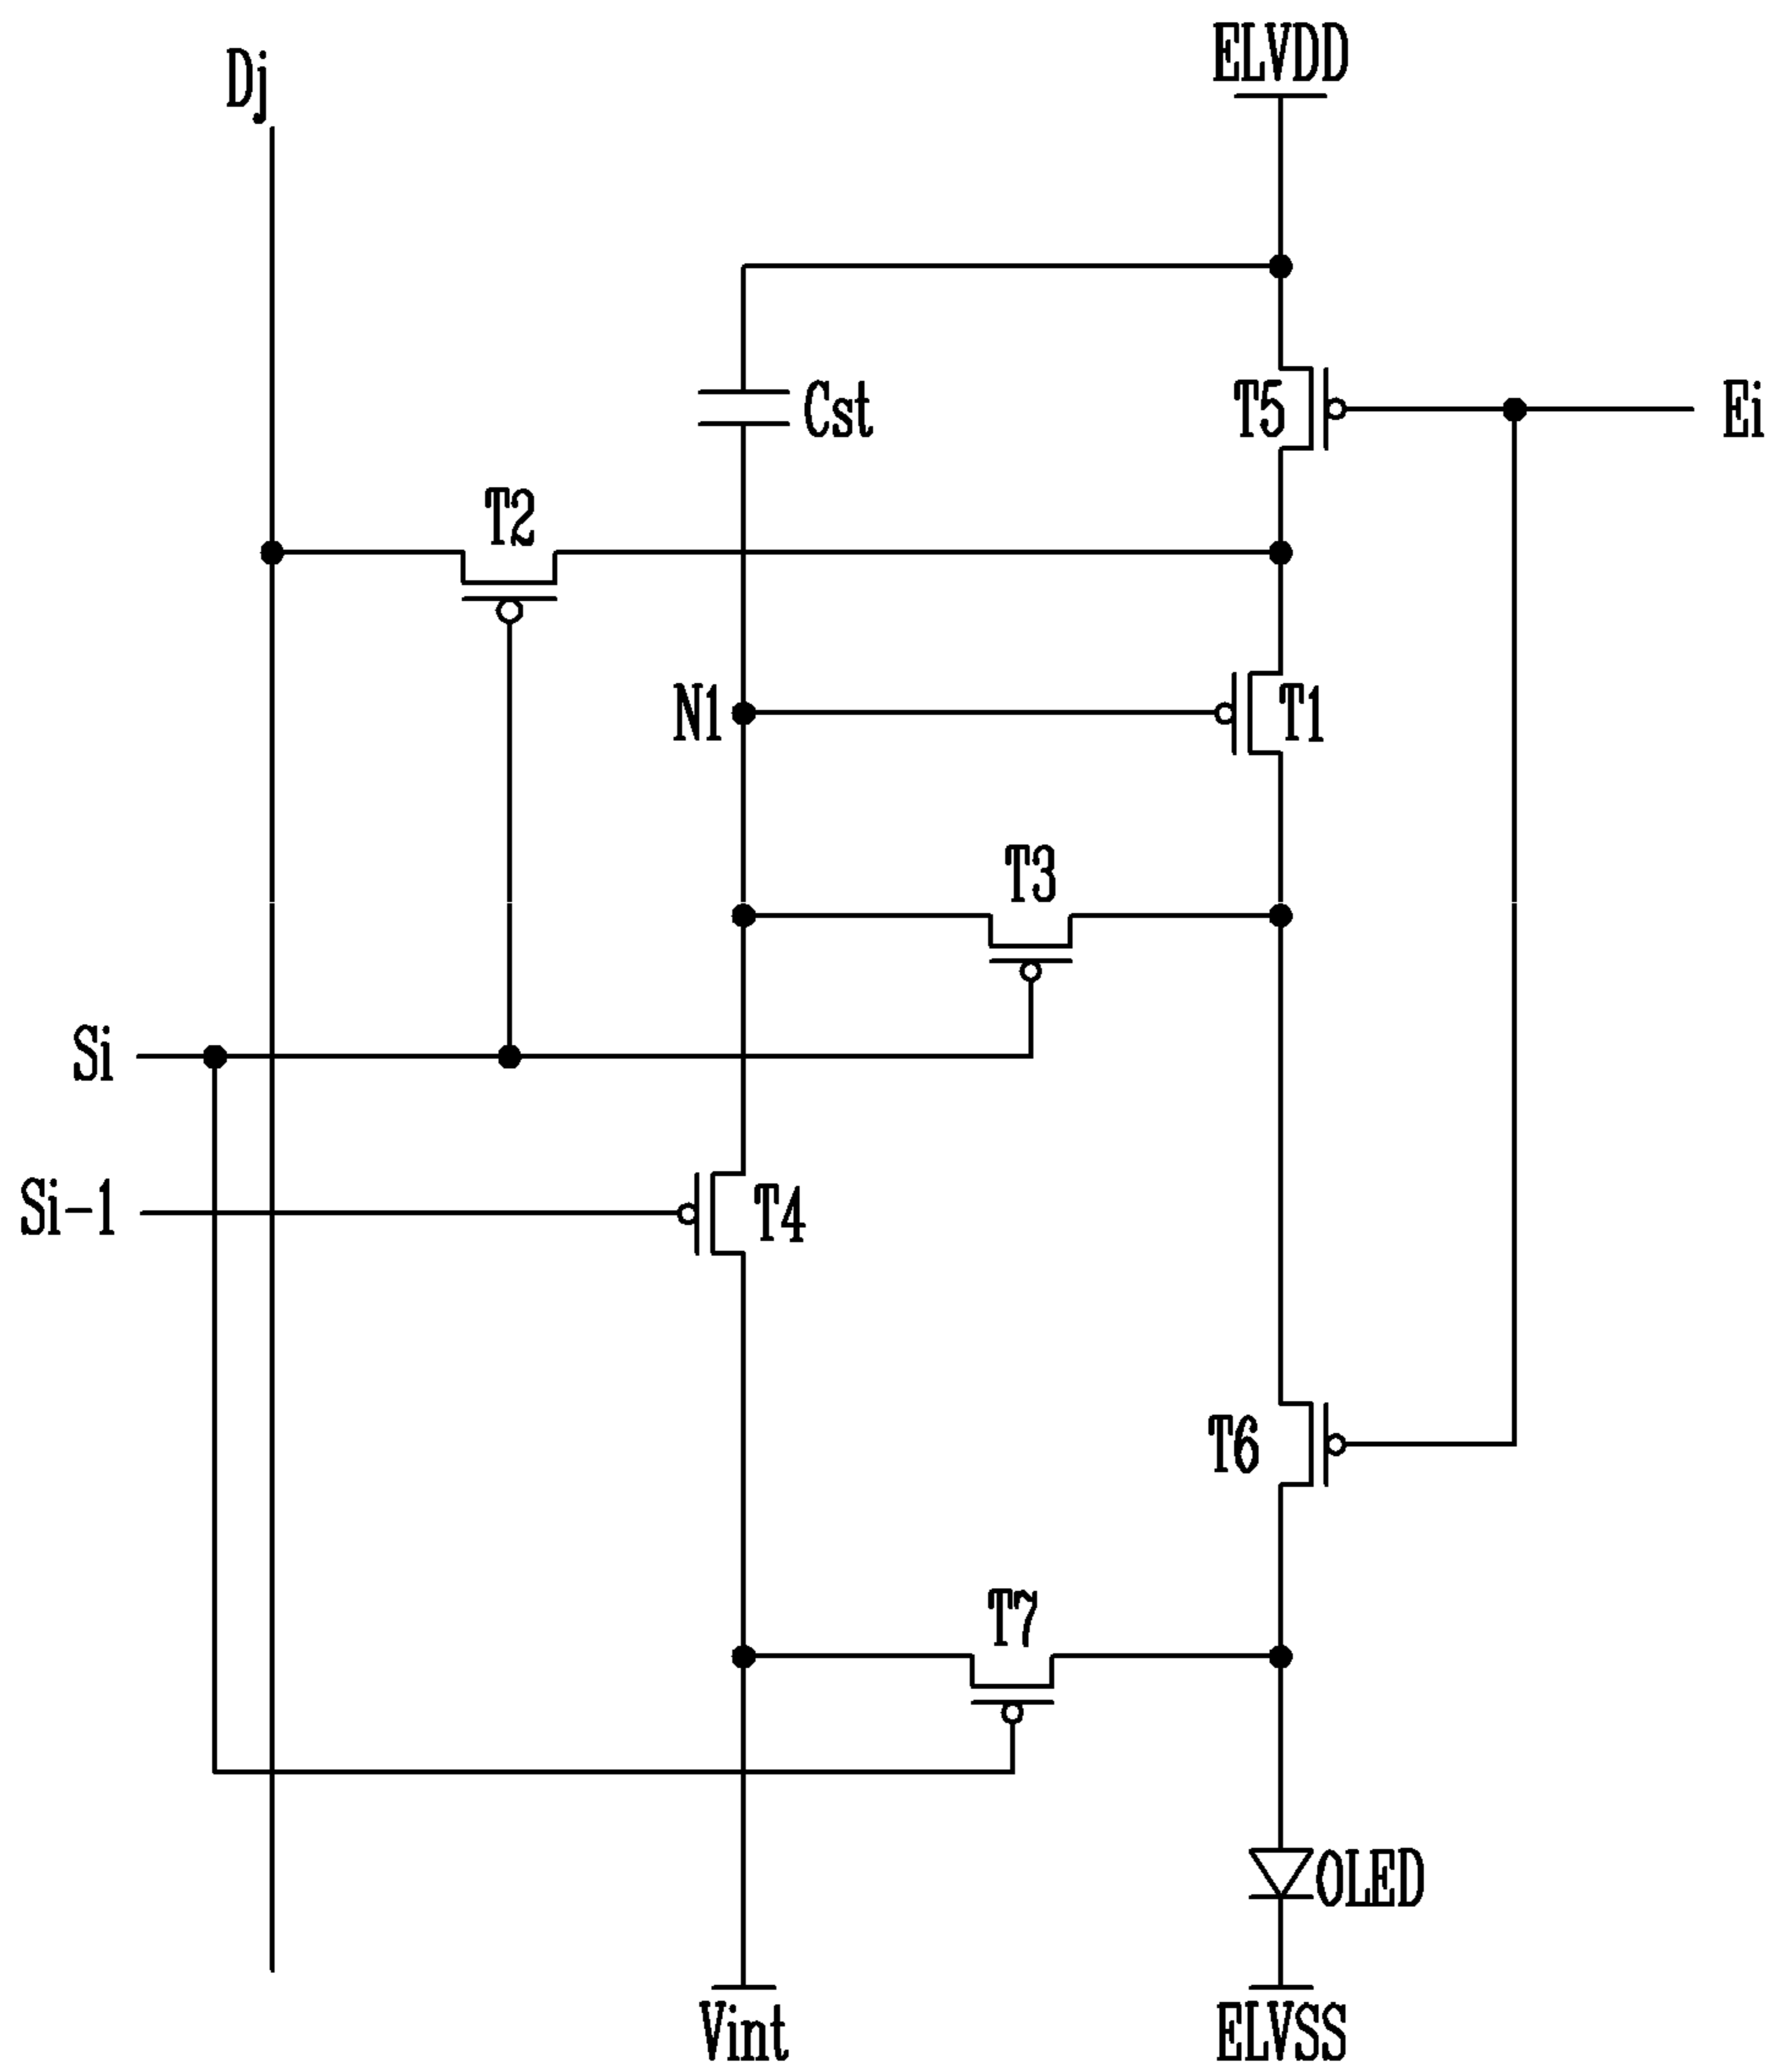 ELVDD
Dj
Cst
T5
Ei
T2
N1
T1
T3
Si
Si-1
T4
T6
T7
OLED
Vint
ELVSS